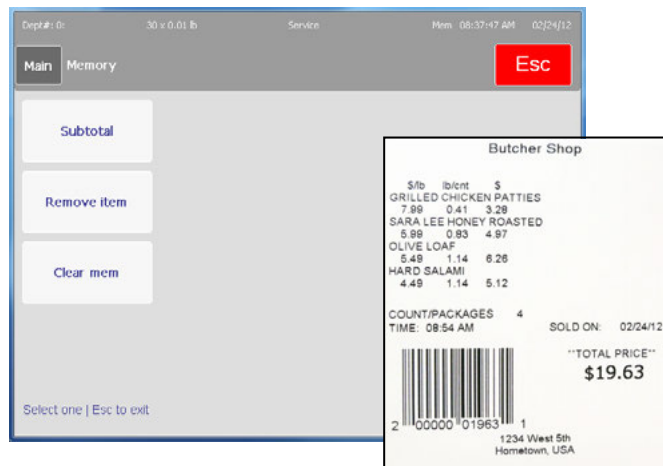 Dept#: 0: 30 x 0.01 lb Service Mem 08:37:47 AM 02/24/12
Main Memory Esc
Subtotal
Remove item
Clear mem
Select one | Esc to exit
Butcher Shop
$/lb lb/cnt $
GRILLED CHICKEN PATTIES
7.99 0.41 3.28
SARA LEE HONEY ROASTED
5.99 0.83 4.97
OLIVE LOAF
5.49 1.14 6.26
HARD SALAMI
4.49 1.14 5.12
COUNT/PACKAGES 4
TIME: 08:54 AM SOLD ON: 02/24/12
**TOTAL PRICE**
$19.63
2 00000 01963 1
1234 West 5th
Hometown, USA